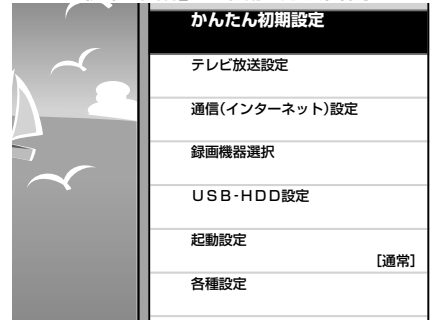 かんたん初期設定
テレビ放送設定
通信(インターネット)設定
録画機器選択
USB-HDD設定
起動設定
[通常]
各種設定